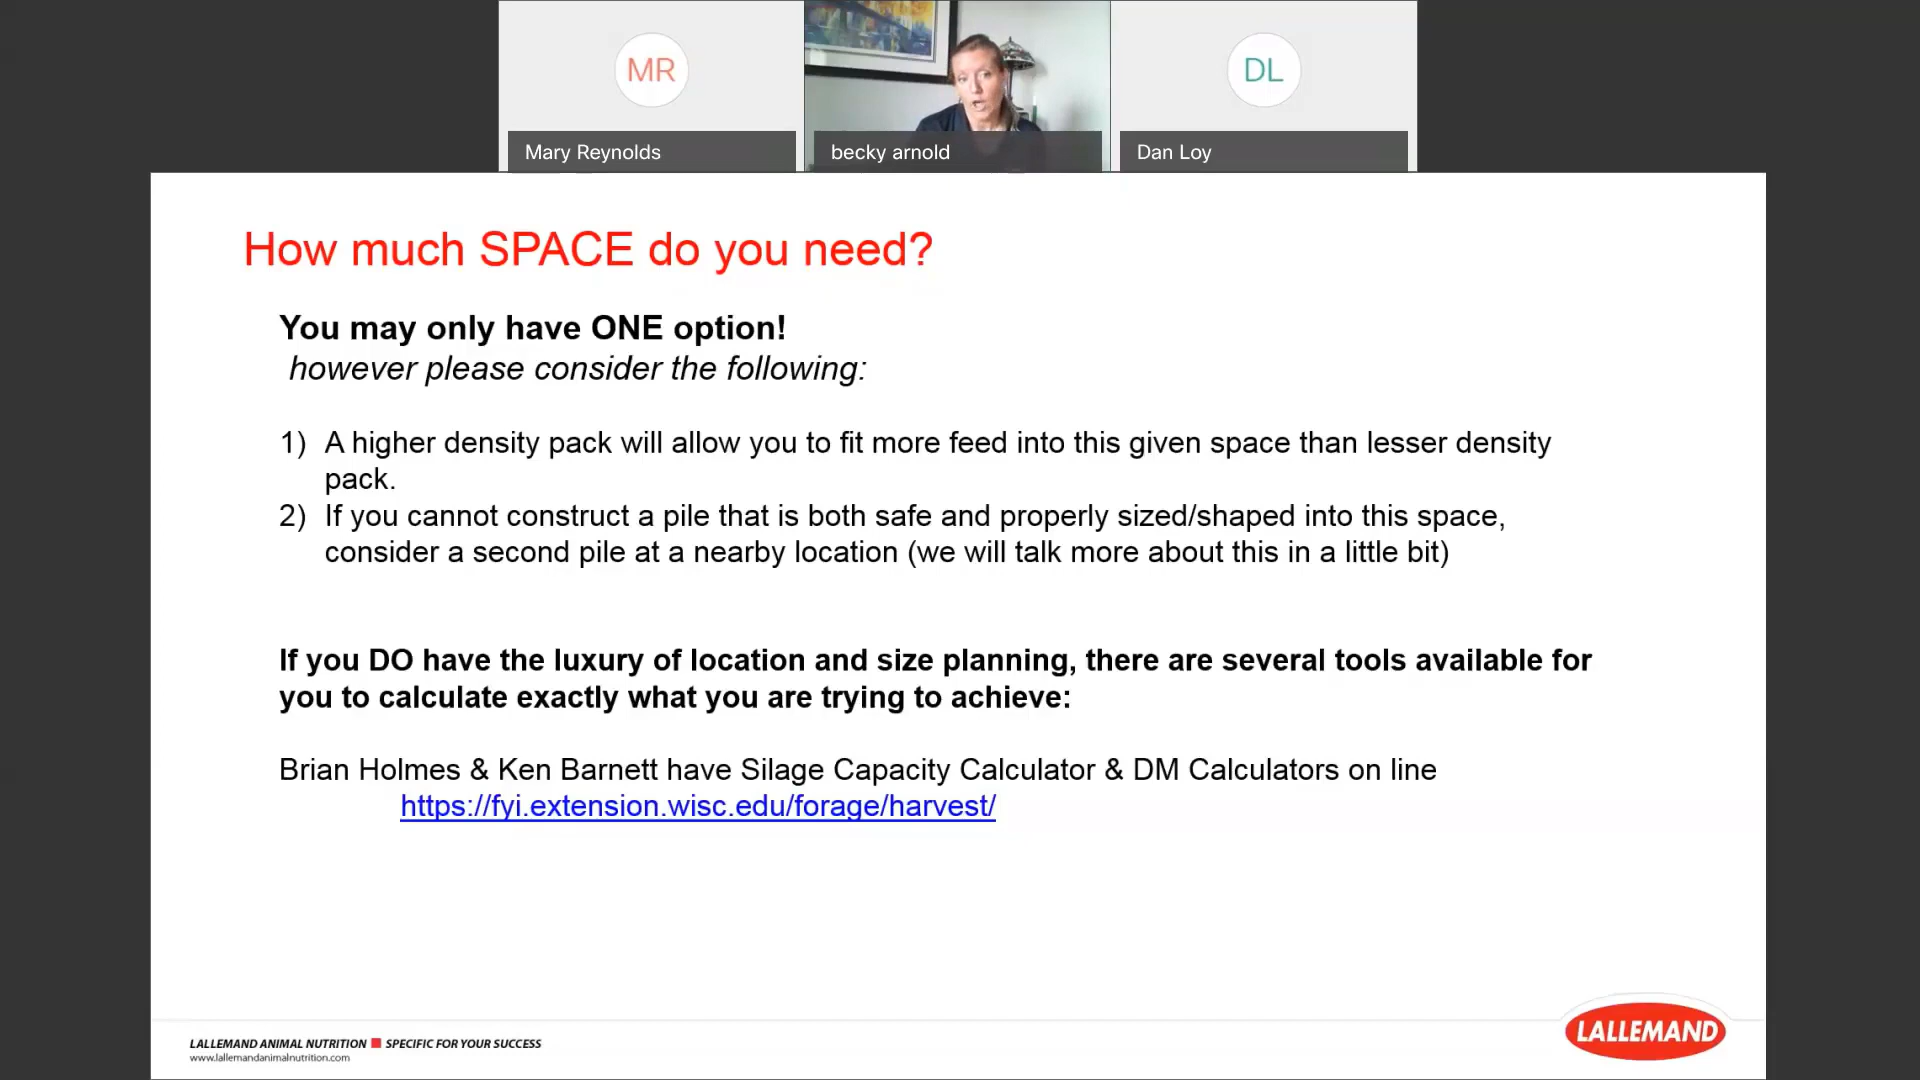 MR
DL
Mary Reynolds
becky arnold
Dan Loy
How much SPACE do you need?
You may only have ONE option!
however please consider the following:
1) A higher density pack will allow you to fit more feed into this given space than lesser density
pack.
2) If you cannot construct a pile that is both safe and properly sized/shaped into this space,
consider a second pile at a nearby location (we will talk more about this in a little bit)
If you DO have the luxury of location and size planning, there are several tools available for
you to calculate exactly what you are trying to achieve:
Brian Holmes & Ken Barnett have Silage Capacity Calculator & DM Calculators on line
https://fyi.extension.wisc.edu/forage/harvest/
LALLEMAND ANIMAL NUTRITION SPECIFIC FOR YOUR SUCCESS
www.lallemandanimalnutrition.com
LALLEMAND